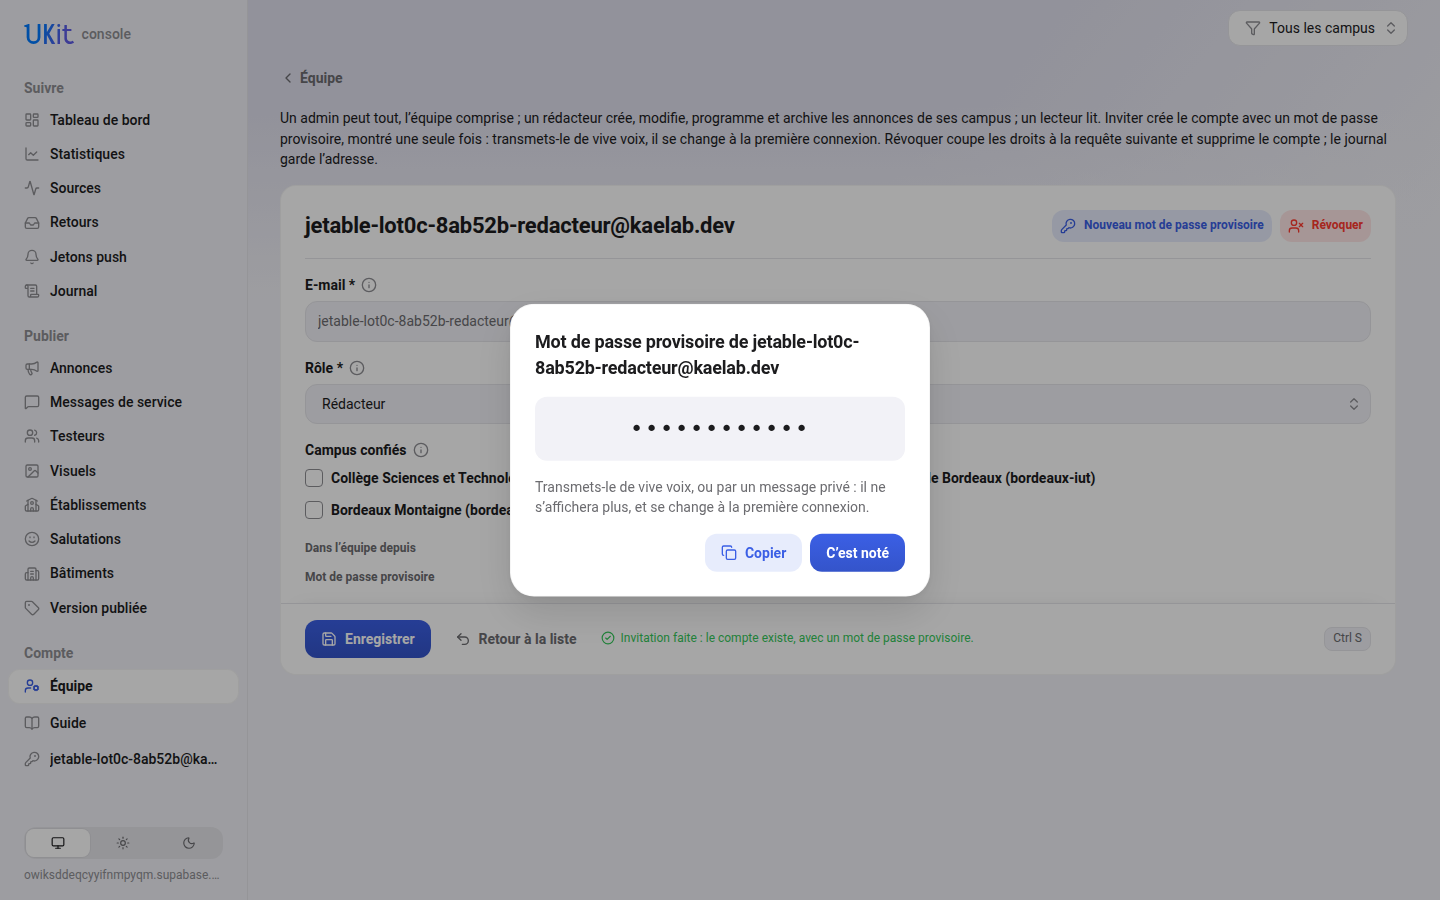 UKit console
Tous les campus
Suivre
Tableau de bord
Statistiques
Sources
Retours
Jetons push
Journal
Publier
Annonces
Messages de service
Testeurs
Visuels
Établissements
Salutations
Bâtiments
Version publiée
Compte
Équipe
Guide
jetable-lot0c-8ab52b@ka…
owiksddeqcyyifnmpyqm.supabase.…
Équipe
Un admin peut tout, l’équipe comprise ; un rédacteur crée, modifie, programme et archive les annonces de ses campus ; un lecteur lit. Inviter crée le compte avec un mot de passe
provisoire, montré une seule fois : transmets-le de vive voix, il se change à la première connexion. Révoquer coupe les droits à la requête suivante et supprime le compte ; le journal
garde l’adresse.
jetable-lot0c-8ab52b-redacteur@kaelab.dev
Nouveau mot de passe provisoire
Révoquer
E-mail *
jetable-lot0c-8ab52b-redacteur
Rôle *
Rédacteur
Campus confiés
Collège Sciences et Technolo
e Bordeaux (bordeaux-iut)
Bordeaux Montaigne (bordea
Dans l’équipe depuis
Mot de passe provisoire
Mot de passe provisoire de jetable-lot0c-
8ab52b-redacteur@kaelab.dev
••••••••••••
Transmets-le de vive voix, ou par un message privé : il ne
s’affichera plus, et se change à la première connexion.
Copier
C’est noté
Enregistrer
Retour à la liste
Invitation faite : le compte existe, avec un mot de passe provisoire.
Ctrl S